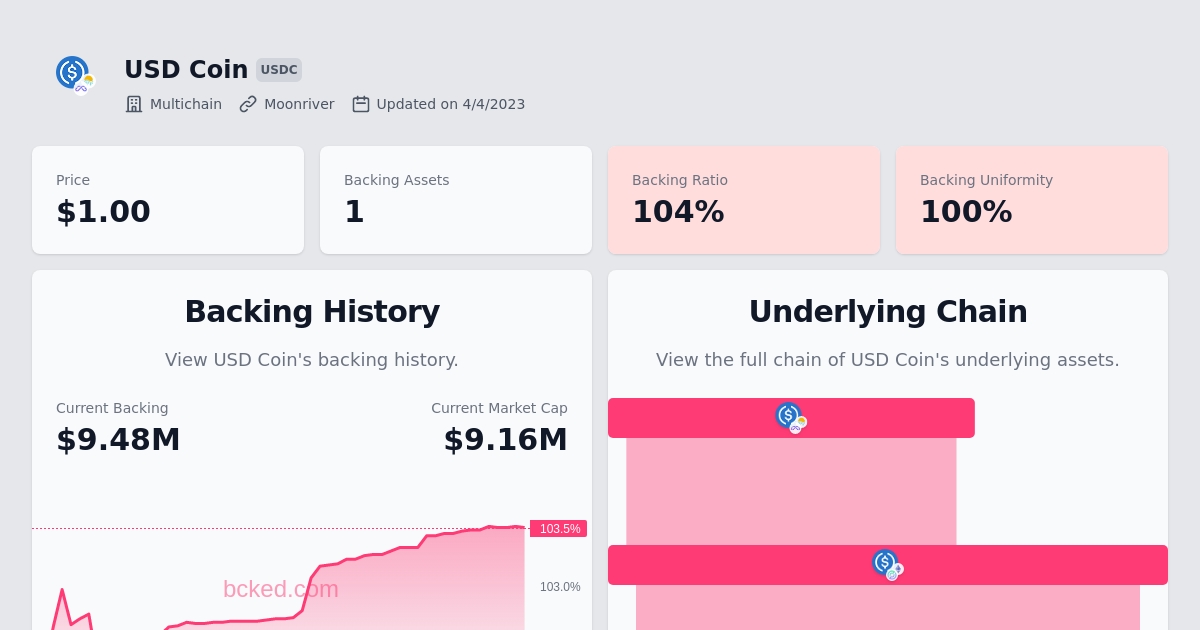 USD Coin USDC
Multichain Moonriver Updated on 4/4/2023
Price
$1.00
Backing Assets
1
Backing Ratio
104%
Backing Uniformity
100%
Backing History
View USD Coin's backing history.
Current Backing
$9.48M
Current Market Cap
$9.16M
103.5%
103.0%
bcked.com
Underlying Chain
View the full chain of USD Coin's underlying assets.